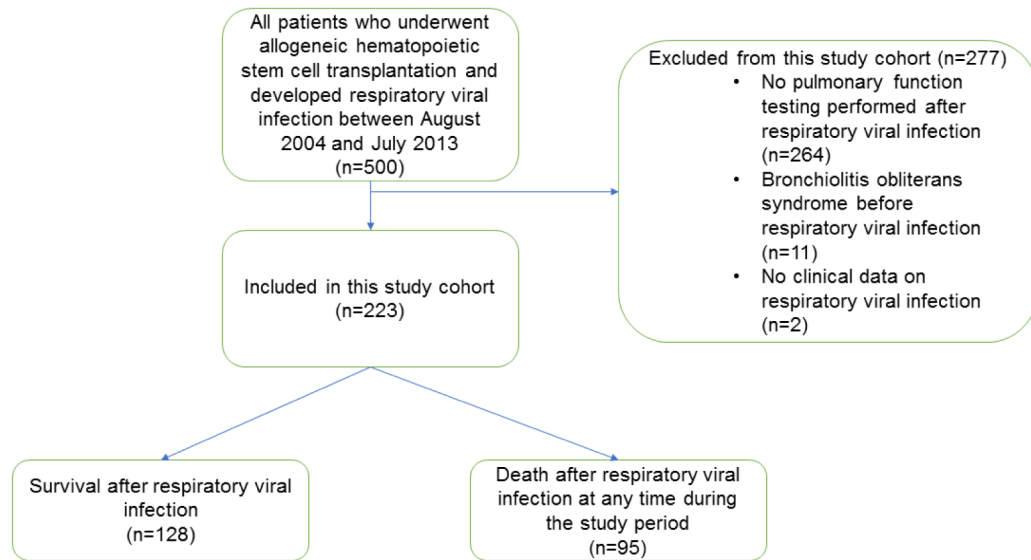 All patients who underwent
allogeneic hematopoietic
stem cell transplantation and
developed respiratory viral
infection between August
2004 and July 2013
(n=500)
Excluded from this study cohort (n=277)
• No pulmonary function
testing performed after
respiratory viral infection
(n=264)
• Bronchiolitis obliterans
syndrome before
respiratory viral infection
(n=11)
• No clinical data on
respiratory viral infection
(n=2)
Included in this study cohort
(n=223)
Survival after respiratory viral
infection
(n=128)
Death after respiratory viral
infection at any time during
the study period
(n=95)